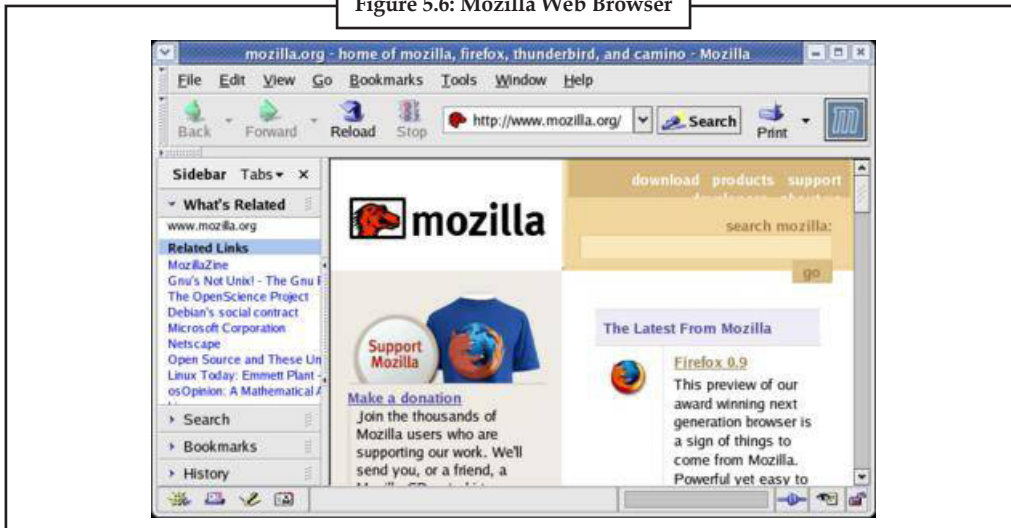 Figure 5.6: Mozilla Web Browser
mozilla.org - home of mozilla, firefox, thunderbird, and camino - Mozilla
File Edit View Go Bookmarks Tools Window Help
Back Forward Reload Stop http://www.mozilla.org/ Search Print m
Sidebar Tabs
What's Related
www.mozilla.org
Related Links
MozillaZine
Gnu's Not Unix! - The Gnu
The OpenScience Project
Debian's social contract
Microsoft Corporation
Netscape
Open Source and These Un
Linux Today: Emmett Plant -
osOpinion: A Mathematical
Search
Bookmarks
History
mozilla
download products support
search mozilla:
go
Support
Mozilla
Make a donation
Join the thousands of
Mozilla users who are
supporting our work. We'll
send you, or a friend, a
The Latest From Mozilla
Firefox 0.9
This preview of our
award winning next
generation browser is
a sign of things to
come from Mozilla.
Powerful yet easy to